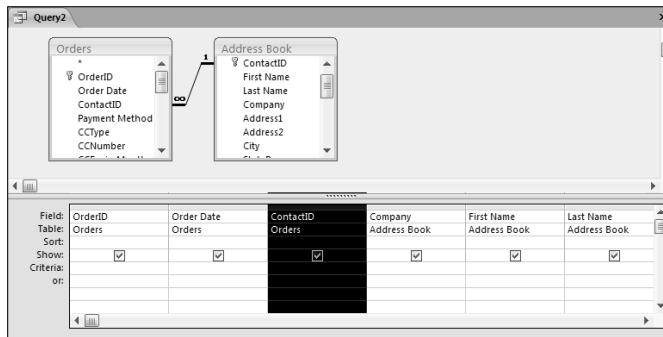 Query2
Orders
*
OrderID
Order Date
ContactID
Payment Method
CCType
CCNumber
∞
1
Address Book
ContactID
First Name
Last Name
Company
Address1
Address2
City
Field: OrderID Order Date ContactID Company First Name Last Name
Table: Orders Orders Orders Address Book Address Book Address Book
Sort:
Show:
Criteria:
or: